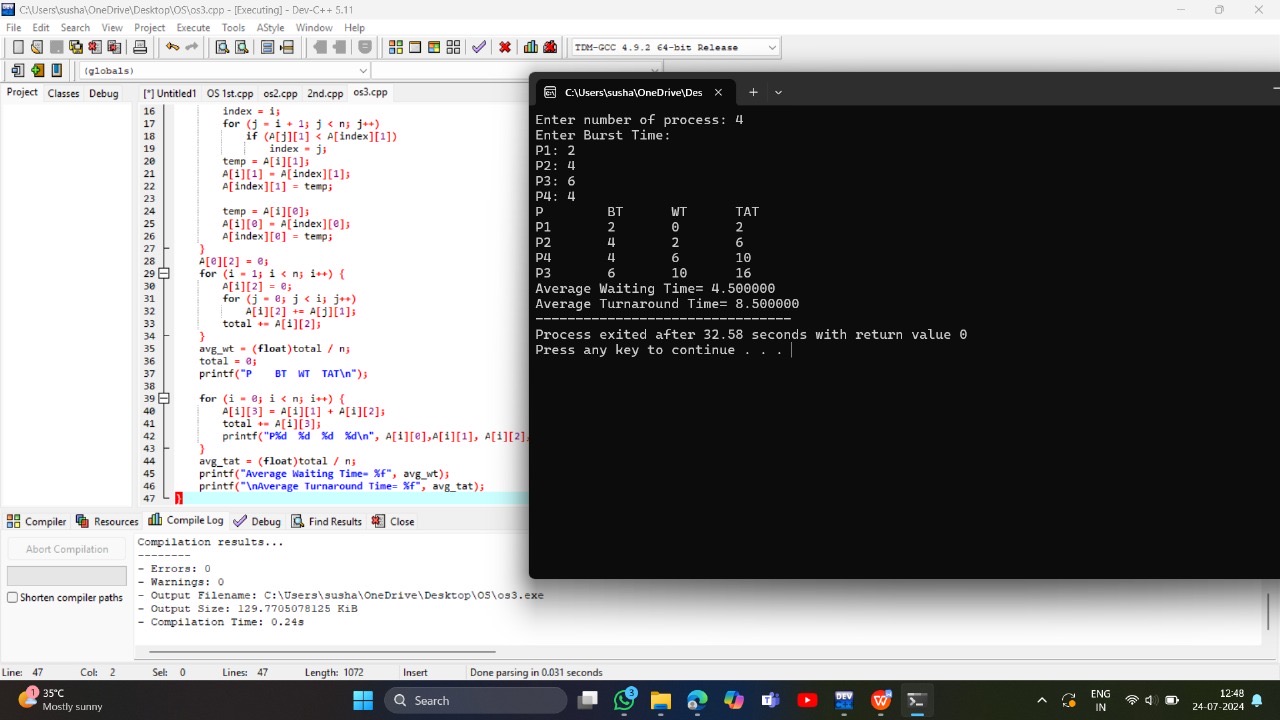 C:\Users\susha\OneDrive\Desktop\OS\os3.cpp - [Executing] - Dev-C++ 5.11
File Edit Search View Project Execute Tools AStyle Window Help
TDM-GCC 4.9.2 64-bit Release
(globals)
Project Classes Debug
[*] Untitled1 OS 1st.cpp os2.cpp 2nd.cpp os3.cpp
16 index = i;
17 for (j = i + 1; j < n; j++)
18 if (A[j][1] < A[index][1])
19 index = j;
20 temp = A[i][1];
21 A[i][1] = A[index][1];
22 A[index][1] = temp;
23
24 temp = A[i][0];
25 A[i][0] = A[index][0];
26 A[index][0] = temp;
27 }
28 A[0][2] = 0;
29 for (i = 1; i < n; i++) {
30 A[i][2] = 0;
31 for (j = 0; j < i; j++)
32 A[i][2] += A[j][1];
33 total += A[i][2];
34 }
35 avg_wt = (float)total / n;
36 total = 0;
37 printf("P    BT  WT  TAT\n");
38
39 for (i = 0; i < n; i++) {
40 A[i][3] = A[i][1] + A[i][2];
41 total += A[i][3];
42 printf("P%d  %d  %d  %d\n", A[i][0],A[i][1], A[i][2],
43 }
44 avg_tat = (float)total / n;
45 printf("Average Waiting Time= %f", avg_wt);
46 printf("\nAverage Turnaround Time= %f", avg_tat);
47 }
C:\Users\susha\OneDrive\Des
Enter number of process: 4
Enter Burst Time:
P1: 2
P2: 4
P3: 6
P4: 4
P BT WT TAT
P1 2 0 2
P2 4 2 6
P4 4 6 10
P3 6 10 16
Average Waiting Time= 4.500000
Average Turnaround Time= 8.500000
--------------------------------
Process exited after 32.58 seconds with return value 0
Press any key to continue . . .
Compiler Resources Compile Log Debug Find Results Close
Abort Compilation
Shorten compiler paths
Compilation results...
--------
- Errors: 0
- Warnings: 0
- Output Filename: C:\Users\susha\OneDrive\Desktop\OS\os3.exe
- Output Size: 129.7705078125 KiB
- Compilation Time: 0.24s
Line: 47 Col: 2 Sel: 0 Lines: 47 Length: 1072 Insert Done parsing in 0.031 seconds
1
35°C
Mostly sunny
Search
3
DEV
ENG
IN
12:48
24-07-2024